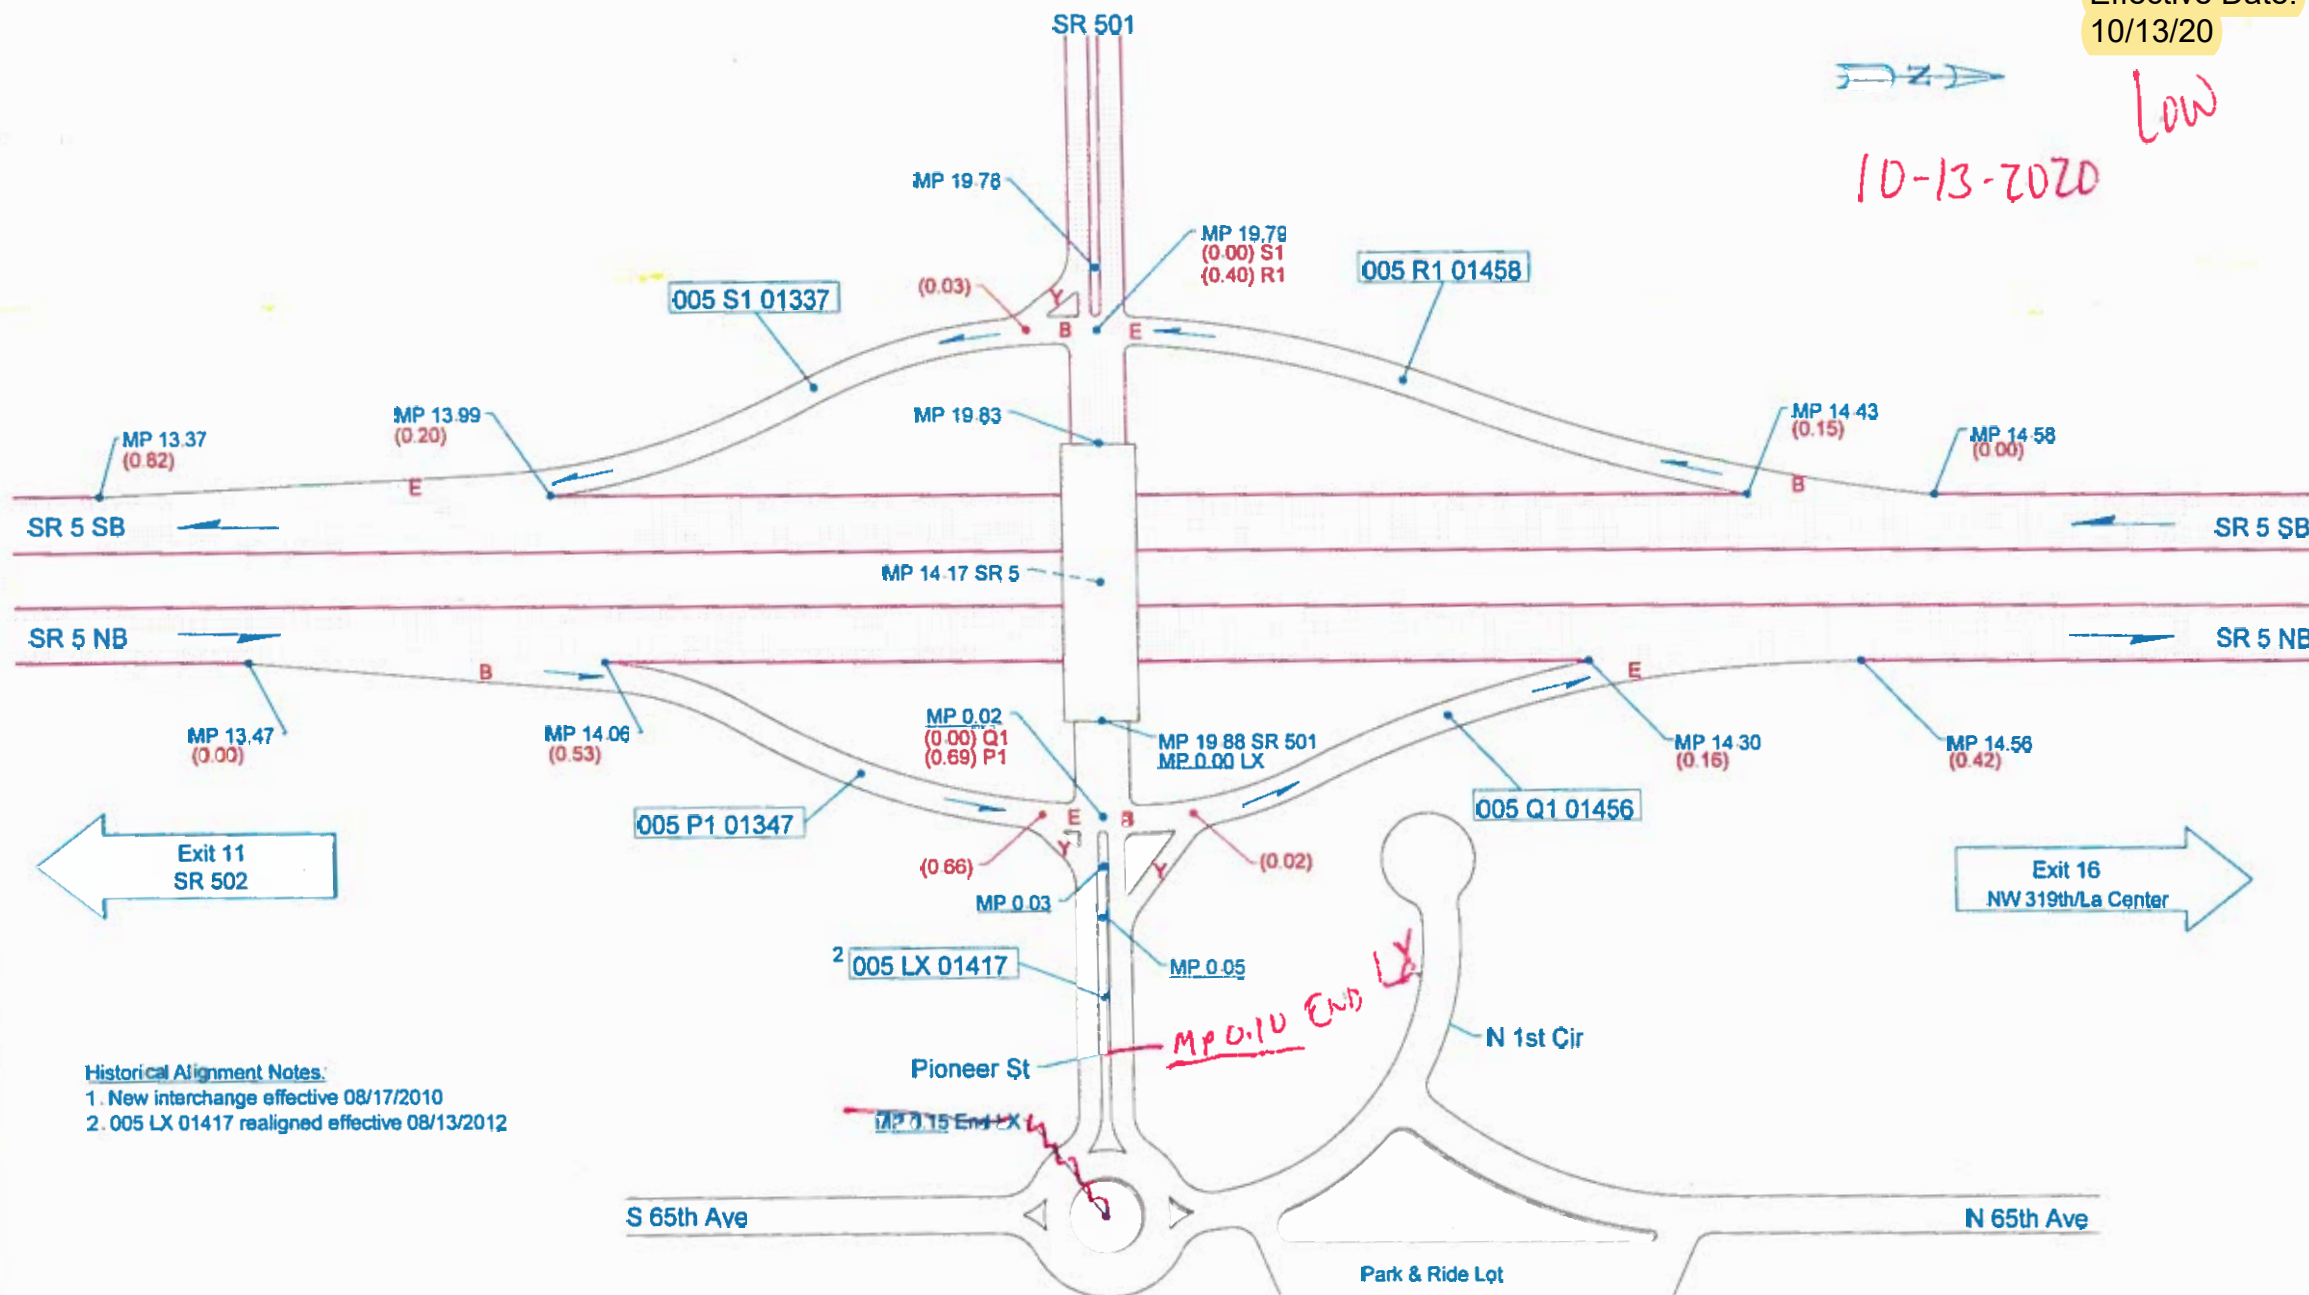 SR 501
10/13/20
N
LOW
10-13-2020
MP 19.78
MP 19.79
(0.00) S1
(0.40) R1
005 R1 01458
005 S1 01337
(0.03)
Y
B
E
MP 13.99
(0.20)
MP 19.83
MP 14.43
(0.15)
MP 13.37
(0.82)
MP 14.58
(0.00)
E
B
SR 5 SB
SR 5 SB
MP 14.17 SR 5
SR 5 NB
SR 5 NB
B
E
MP 13.47
(0.00)
MP 14.06
(0.53)
MP 0.02
(0.00) Q1
(0.69) P1
MP 19.88 SR 501
MP 0.00 LX
MP 14.30
(0.16)
MP 14.56
(0.42)
005 P1 01347
E
B
005 Q1 01456
Y
Y
(0.66)
(0.02)
Exit 11
SR 502
Exit 16
NW 319th/La Center
MP 0.03
2 005 LX 01417
MP 0.05
MP 0.10 END LX
N 1st Cir
Pioneer St
Historical Alignment Notes:
1. New interchange effective 08/17/2010
2. 005 LX 01417 realigned effective 08/13/2012
MP 0.15 End LX
S 65th Ave
N 65th Ave
Park & Ride Lot